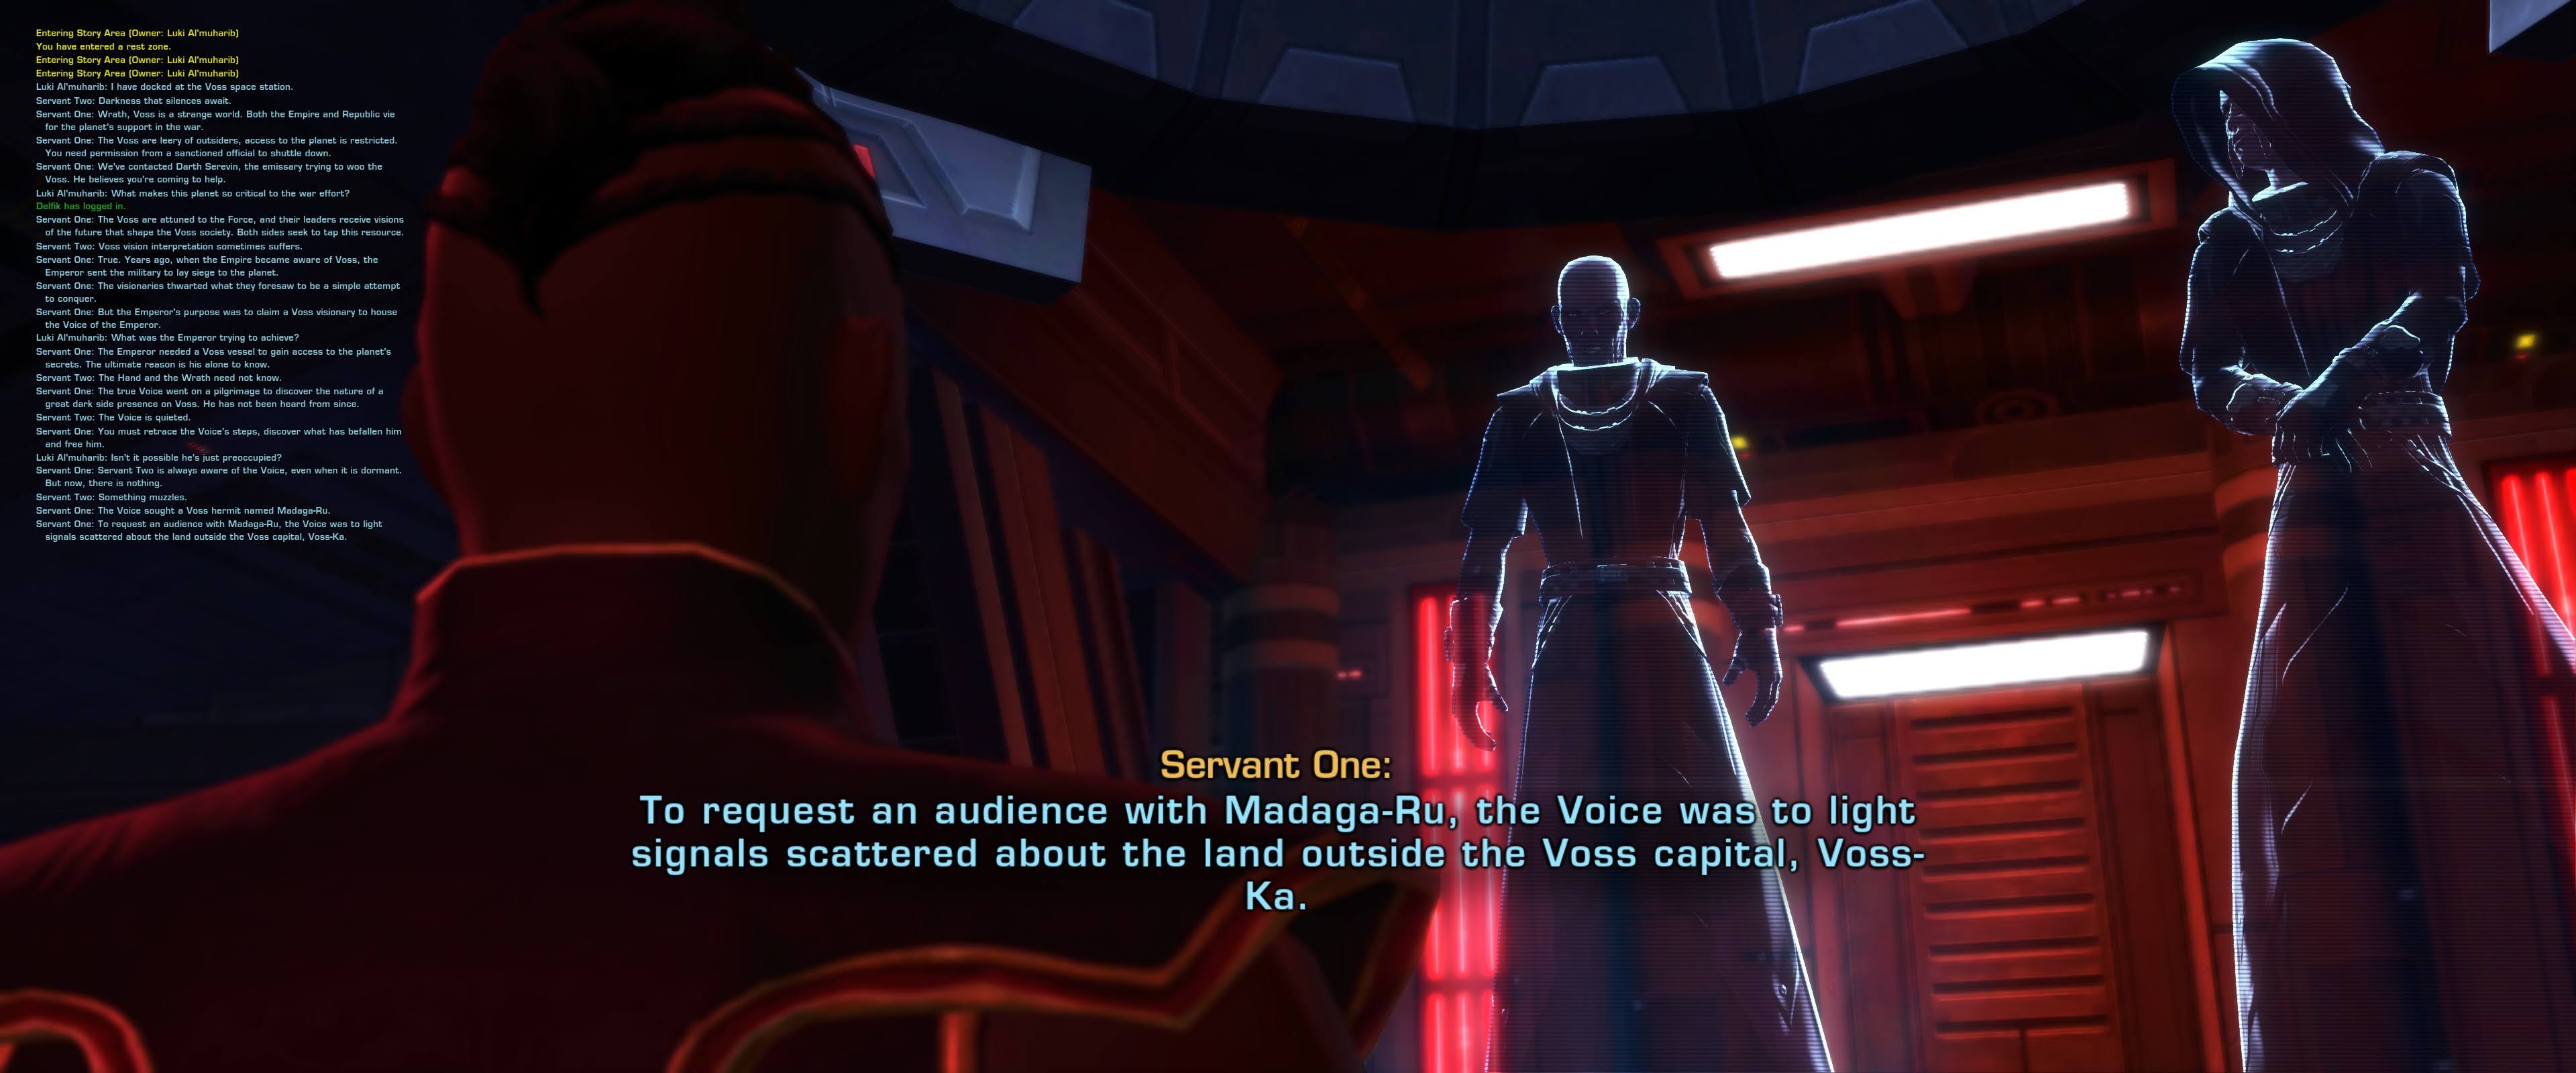 Entering Story Area (Owner: Luki Al'muharib)
You have entered a rest zone.
Entering Story Area (Owner: Luki Al'muharib)
Entering Story Area (Owner: Luki Al'muharib)
Luki Al'muharib: I have docked at the Voss space station.
Servant Two: Darkness that silences await.
Servant One: Wrath, Voss is a strange world. Both the Empire and Republic vie
for the planet's support in the war.
Servant One: The Voss are leery of outsiders, access to the planet is restricted.
You need permission from a sanctioned official to shuttle down.
Servant One: We've contacted Darth Serevin, the emissary trying to woo the
Voss. He believes you're coming to help.
Luki Al'muharib: What makes this planet so critical to the war effort?
Delfik has logged in.
Servant One: The Voss are attuned to the Force, and their leaders receive visions
of the future that shape the Voss society. Both sides seek to tap this resource.
Servant Two: Voss vision interpretation sometimes suffers.
Servant One: True. Years ago, when the Empire became aware of Voss, the
Emperor sent the military to lay siege to the planet.
Servant One: The visionaries thwarted what they foresaw to be a simple attempt
to conquer.
Servant One: But the Emperor's purpose was to claim a Voss visionary to house
the Voice of the Emperor.
Luki Al'muharib: What was the Emperor trying to achieve?
Servant One: The Emperor needed a Voss vessel to gain access to the planet's
secrets. The ultimate reason is his alone to know.
Servant Two: The Hand and the Wrath need not know.
Servant One: The true Voice went on a pilgrimage to discover the nature of a
great dark side presence on Voss. He has not been heard from since.
Servant Two: The Voice is quieted.
Servant One: You must retrace the Voice's steps, discover what has befallen him
and free him.
Luki Al'muharib: Isn't it possible he's just preoccupied?
Servant One: Servant Two is always aware of the Voice, even when it is dormant.
But now, there is nothing.
Servant Two: Something muzzles.
Servant One: The Voice sought a Voss hermit named Madaga-Ru.
Servant One: To request an audience with Madaga-Ru, the Voice was to light
signals scattered about the land outside the Voss capital, Voss-Ka.
Servant One:
To request an audience with Madaga-Ru, the Voice was to light
signals scattered about the land outside the Voss capital, Voss-
Ka.